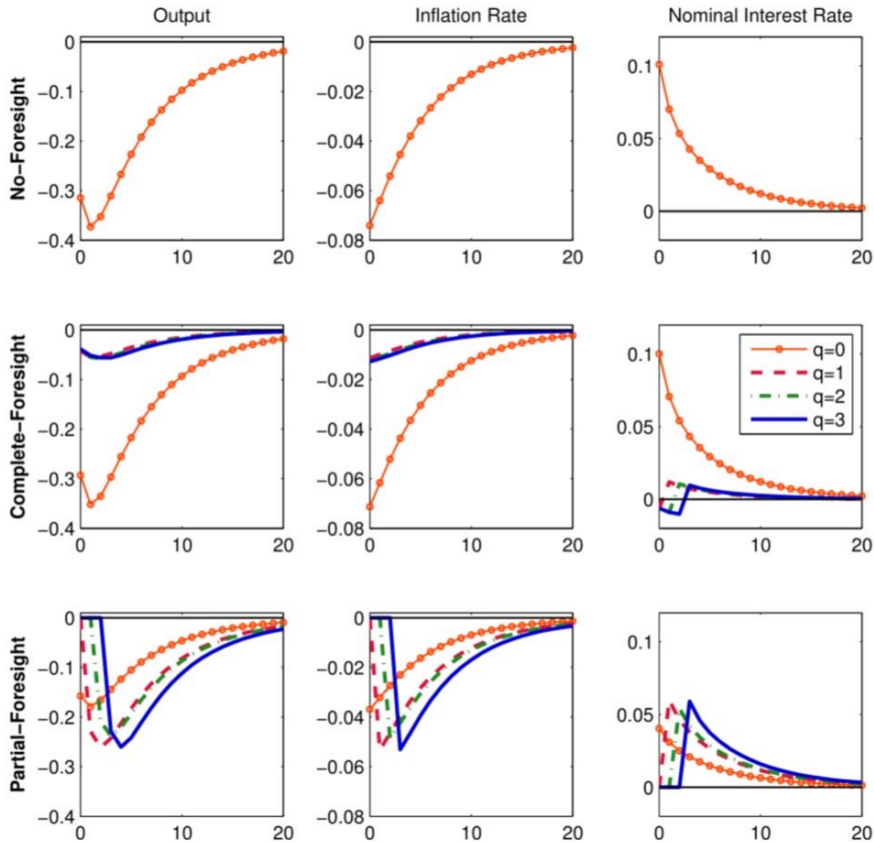 Output Inflation Rate Nominal Interest Rate
No−Foresight
0
−0.1
−0.2
−0.3
−0.4
0 10 20
0
−0.02
−0.04
−0.06
−0.08
0 10 20
0.1
0.05
0
0 10 20
Complete−Foresight
0
−0.1
−0.2
−0.3
−0.4
0 10 20
0
−0.02
−0.04
−0.06
−0.08
0 10 20
0.1
0.05
0
0 10 20
q=0
q=1
q=2
q=3
Partial−Foresight
0
−0.1
−0.2
−0.3
−0.4
0 10 20
0
−0.02
−0.04
−0.06
−0.08
0 10 20
0.1
0.05
0
0 10 20